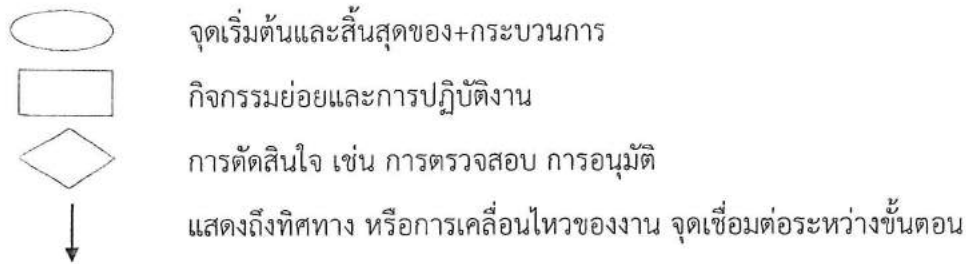 จุดเริ่มต้นและสิ้นสุดของ+กระบวนการ
กิจกรรมย่อยและการปฏิบัติงาน
การตัดสินใจ เช่น การตรวจสอบ การอนุมัติ
แสดงถึงทิศทาง หรือการเคลื่อนไหวของงาน จุดเชื่อมต่อระหว่างขั้นตอน